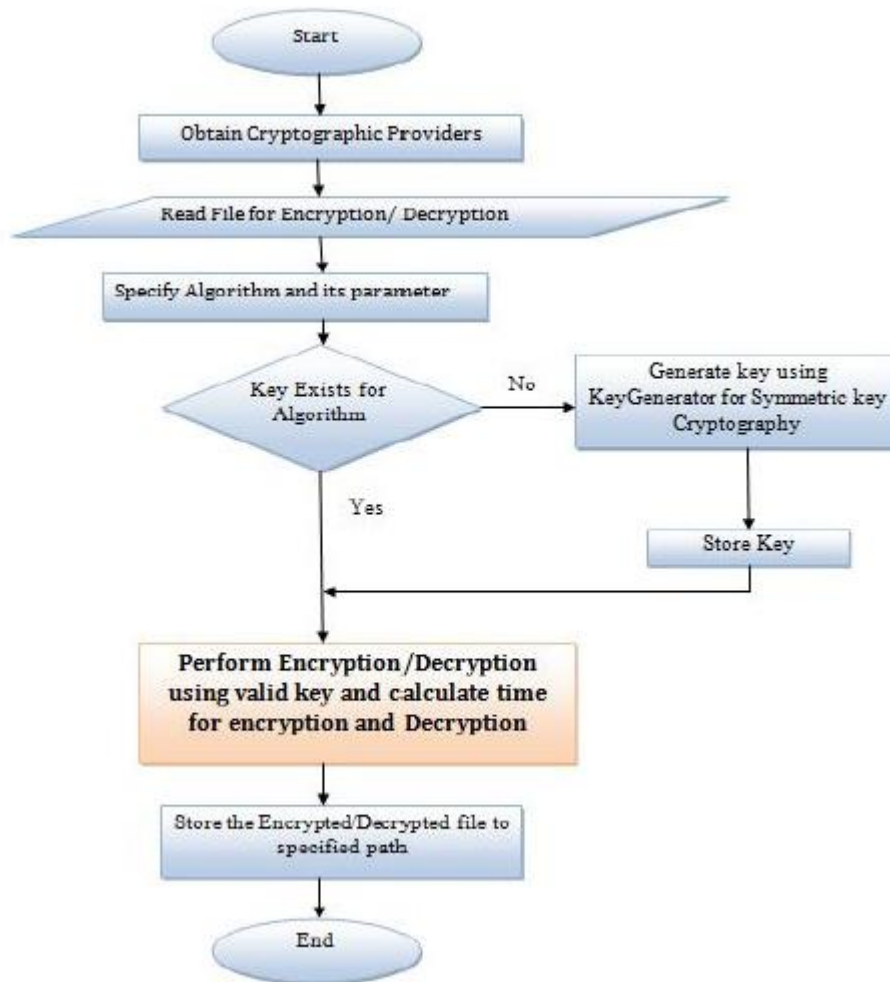 Start
Obtain Cryptographic Providers
Read File for Encryption/ Decryption
Specify Algorithm and its parameter
Key Exists for
Algorithm
No
Generate key using
KeyGenerator for Symmetric key
Cryptography
Yes
Store Key
Perform Encryption/Decryption
using valid key and calculate time
for encryption and Decryption
Store the Encrypted/Decrypted file to
specified path
End